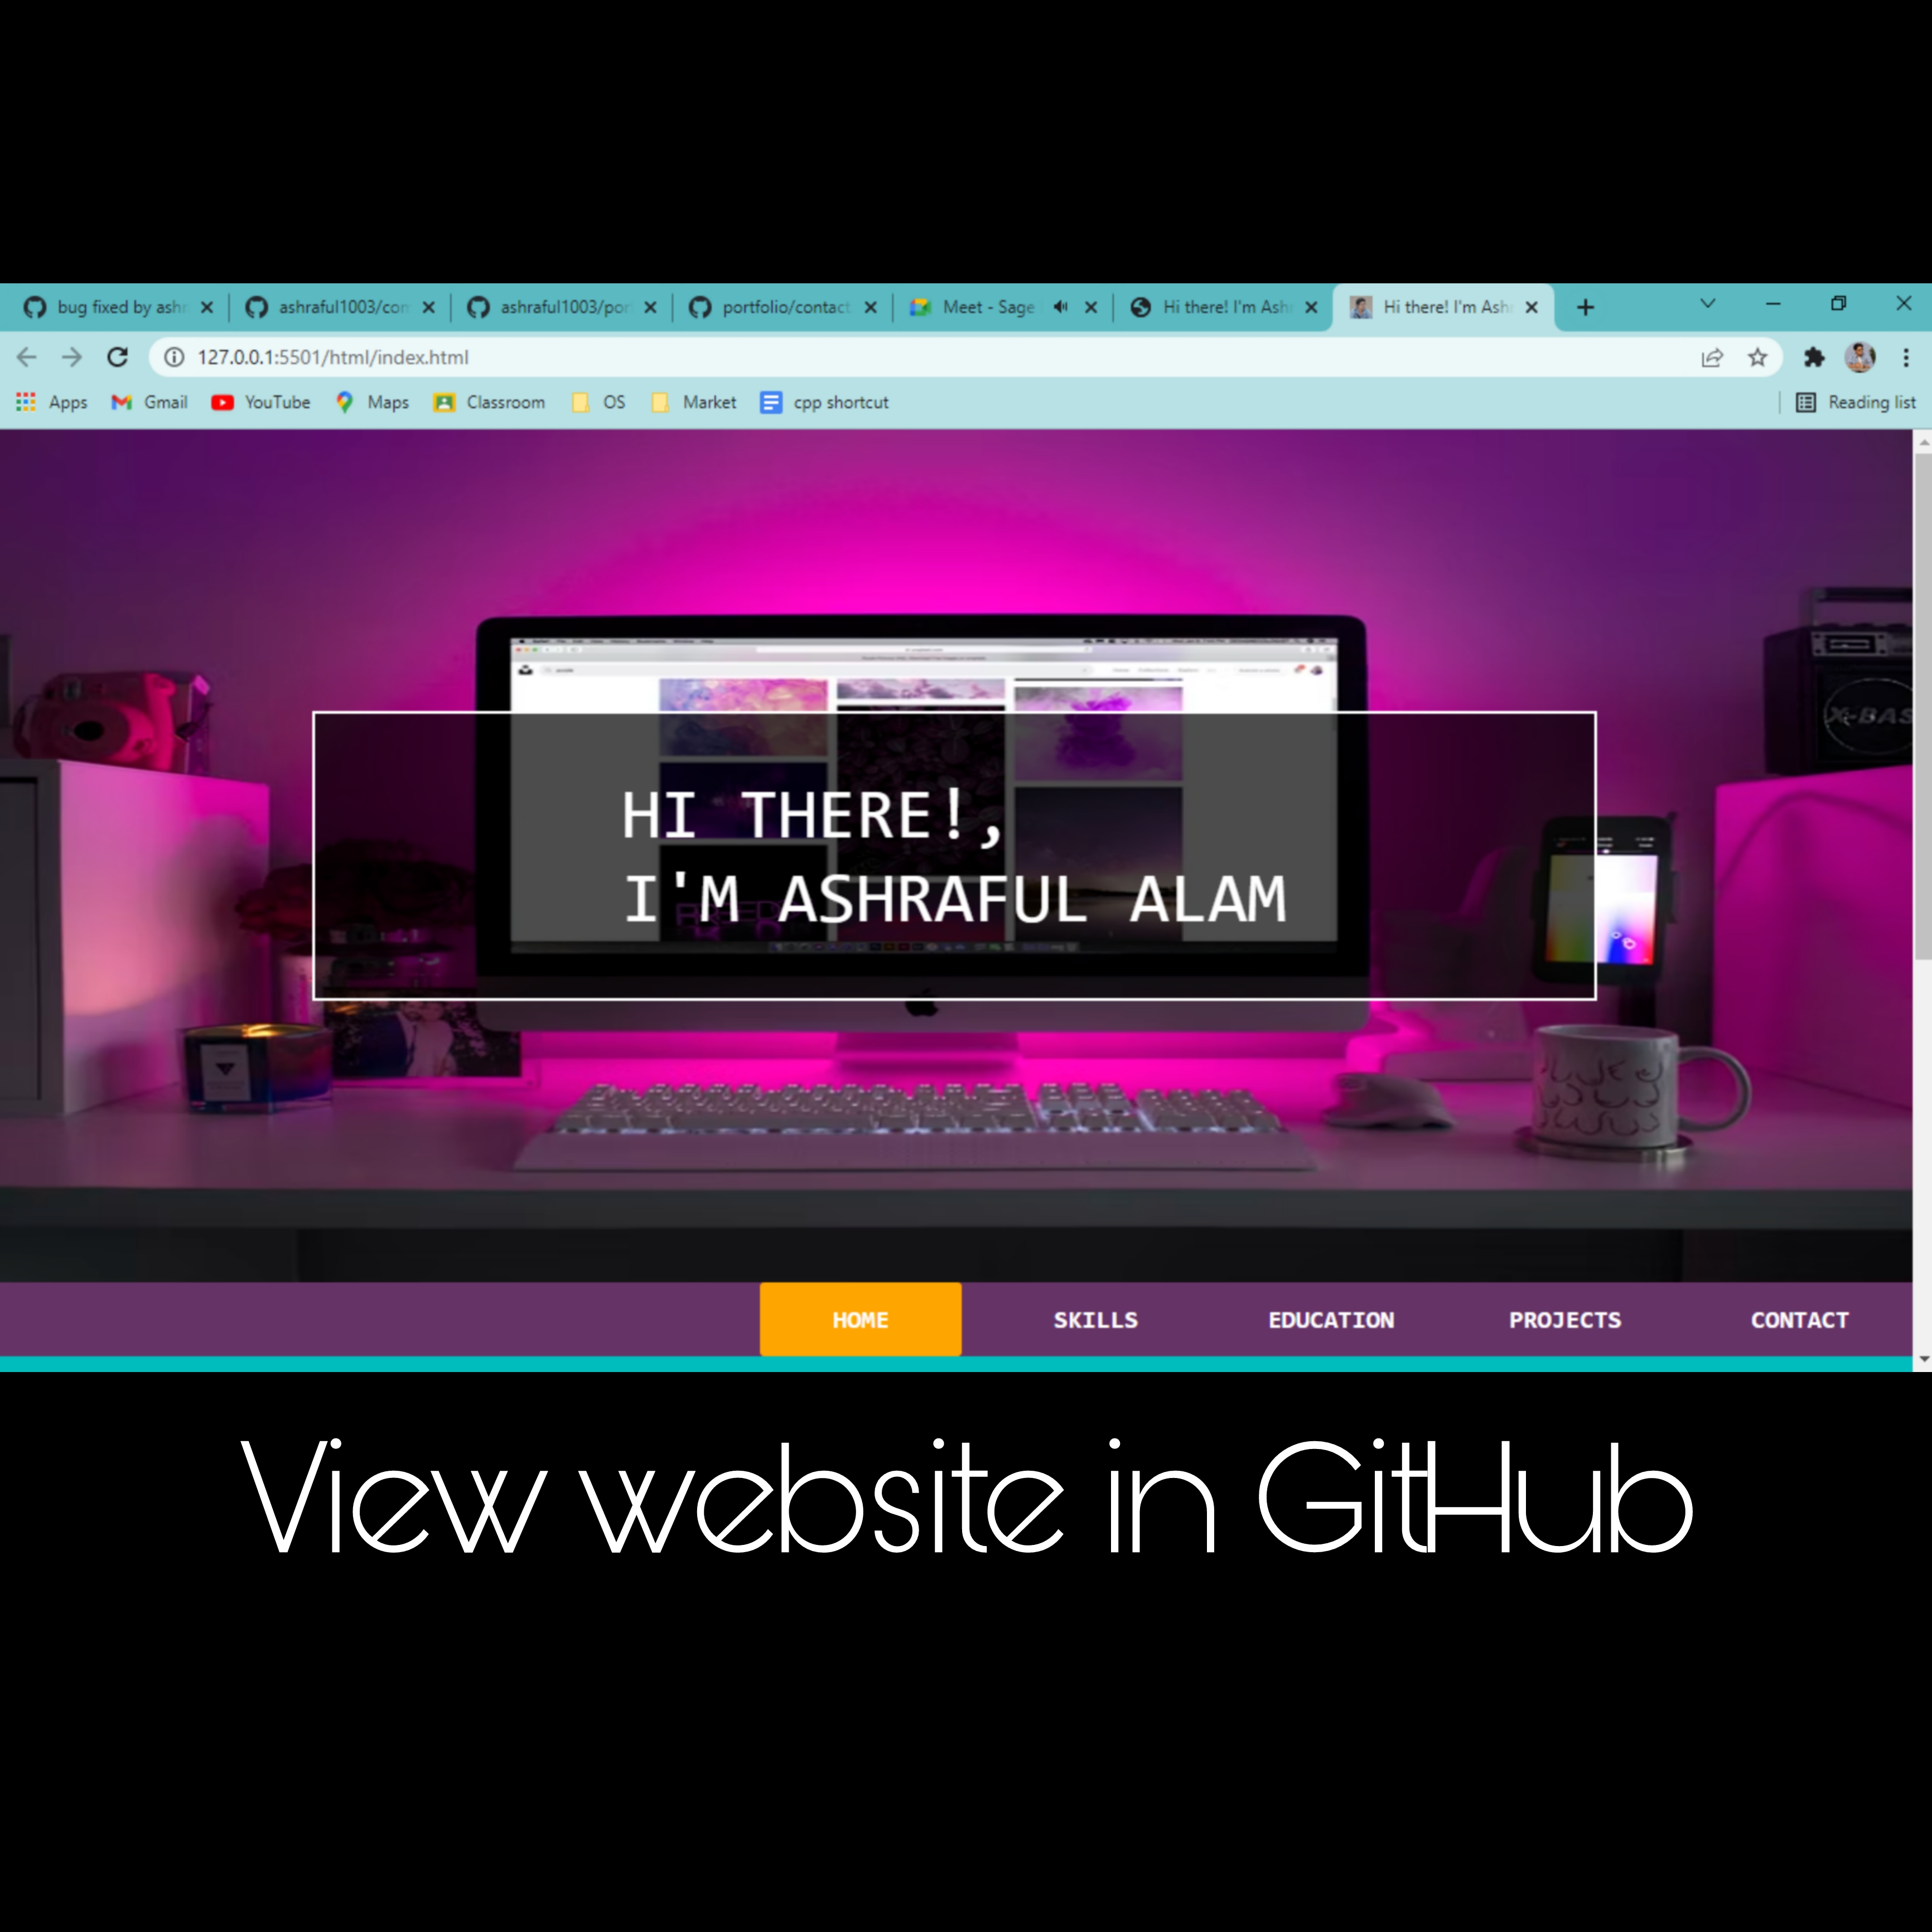 bug fixed by ash
ashraful1003/con
ashraful1003/por
portfolio/contact
Meet - Sage
Hi there! I'm Ash
Hi there! I'm Ash
127.0.0.1:5501/html/index.html
Apps
Gmail
YouTube
Maps
Classroom
OS
Market
cpp shortcut
Reading list
X-BAS
HI THERE!,
I'M ASHRAFUL ALAM
HOME
SKILLS
EDUCATION
PROJECTS
CONTACT
View website in GitHub